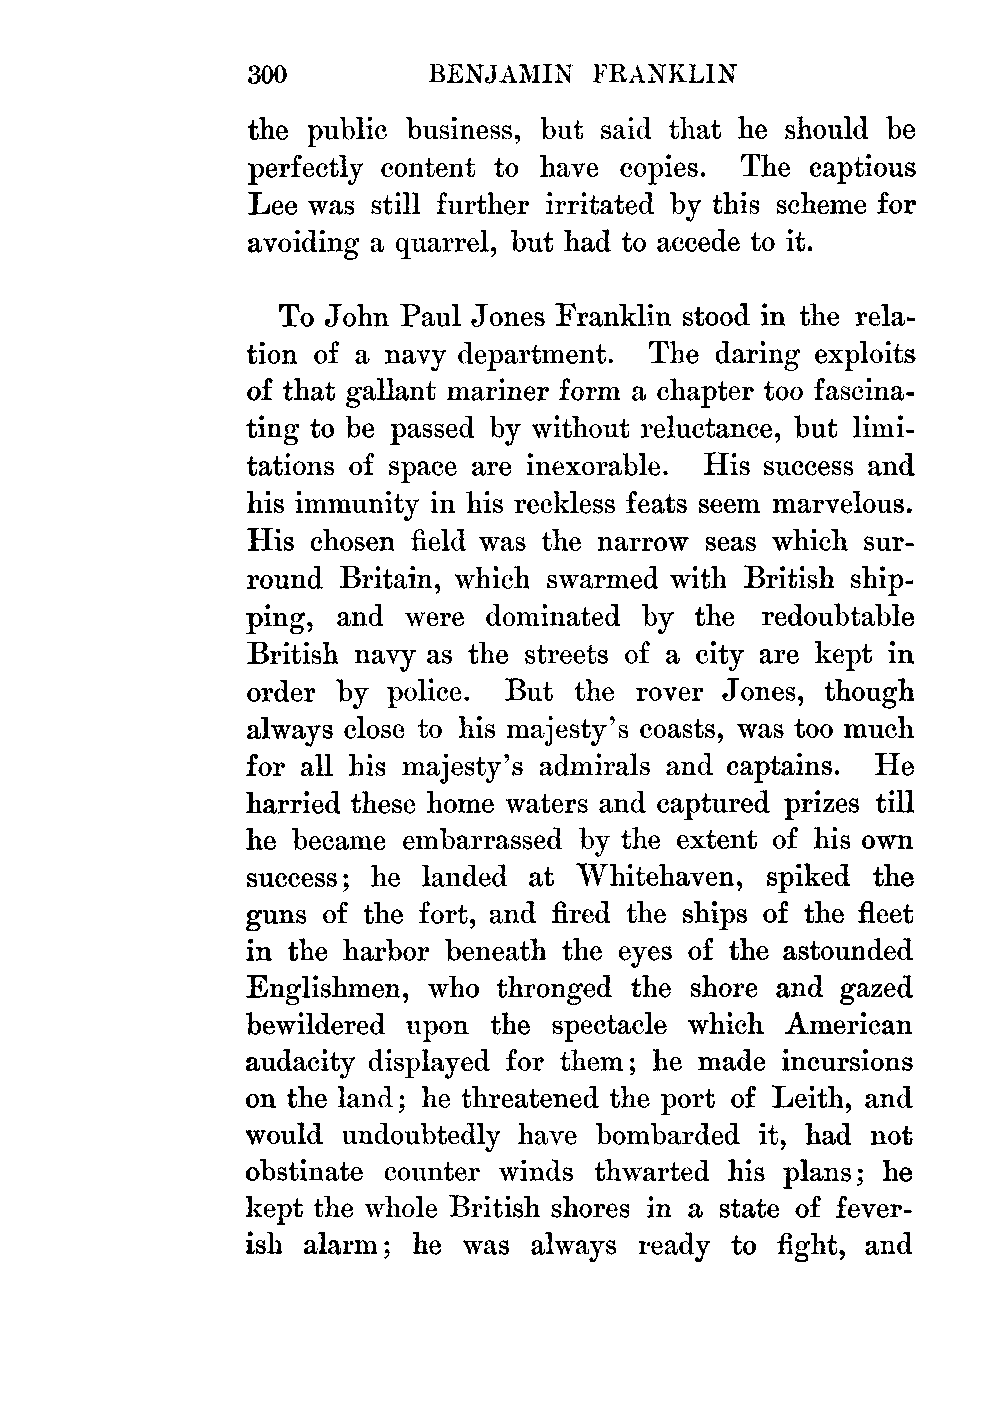 300 BENJAMIN FRANKLIN
the public business, but said that he should be
perfectly content to have copies. The captious
Lee was still further irritated by this scheme for
avoiding a quarrel, but had to accede to it.
To John Paul Jones Franklin stood in the rela-
tion of a navy department. The daring exploits
of that gallant mariner form a chapter too fascina-
ting to be passed by without reluctance, but limi-
tations of space are inexorable. His success and
his immunity in his reckless feats seem marvelous.
His chosen field was the narrow seas which sur-
round Britain, which swarmed with British ship-
ping, and were dominated by the redoubtable
British navy as the streets of a city are kept in
order by police. But the rover Jones, though
always close to his majesty's coasts, was too much
for all his majesty's admirals and captains. He
harried these home waters and captured prizes till
he became embarrassed by the extent of his own
success; he landed at Whitehaven, spiked the
guns of the fort, and fired the ships of the fleet
in the harbor beneath the eyes of the astounded
Englishmen, who thronged the shore and gazed
bewildered upon the spectacle which American
audacity displayed for them; he made incursions
on the land; he threatened the port of Leith, and
would undoubtedly have bombarded it, had not
obstinate counter winds thwarted his plans; he
kept the whole British shores in a state of fever-
ish alarm; he was always ready to fight, and